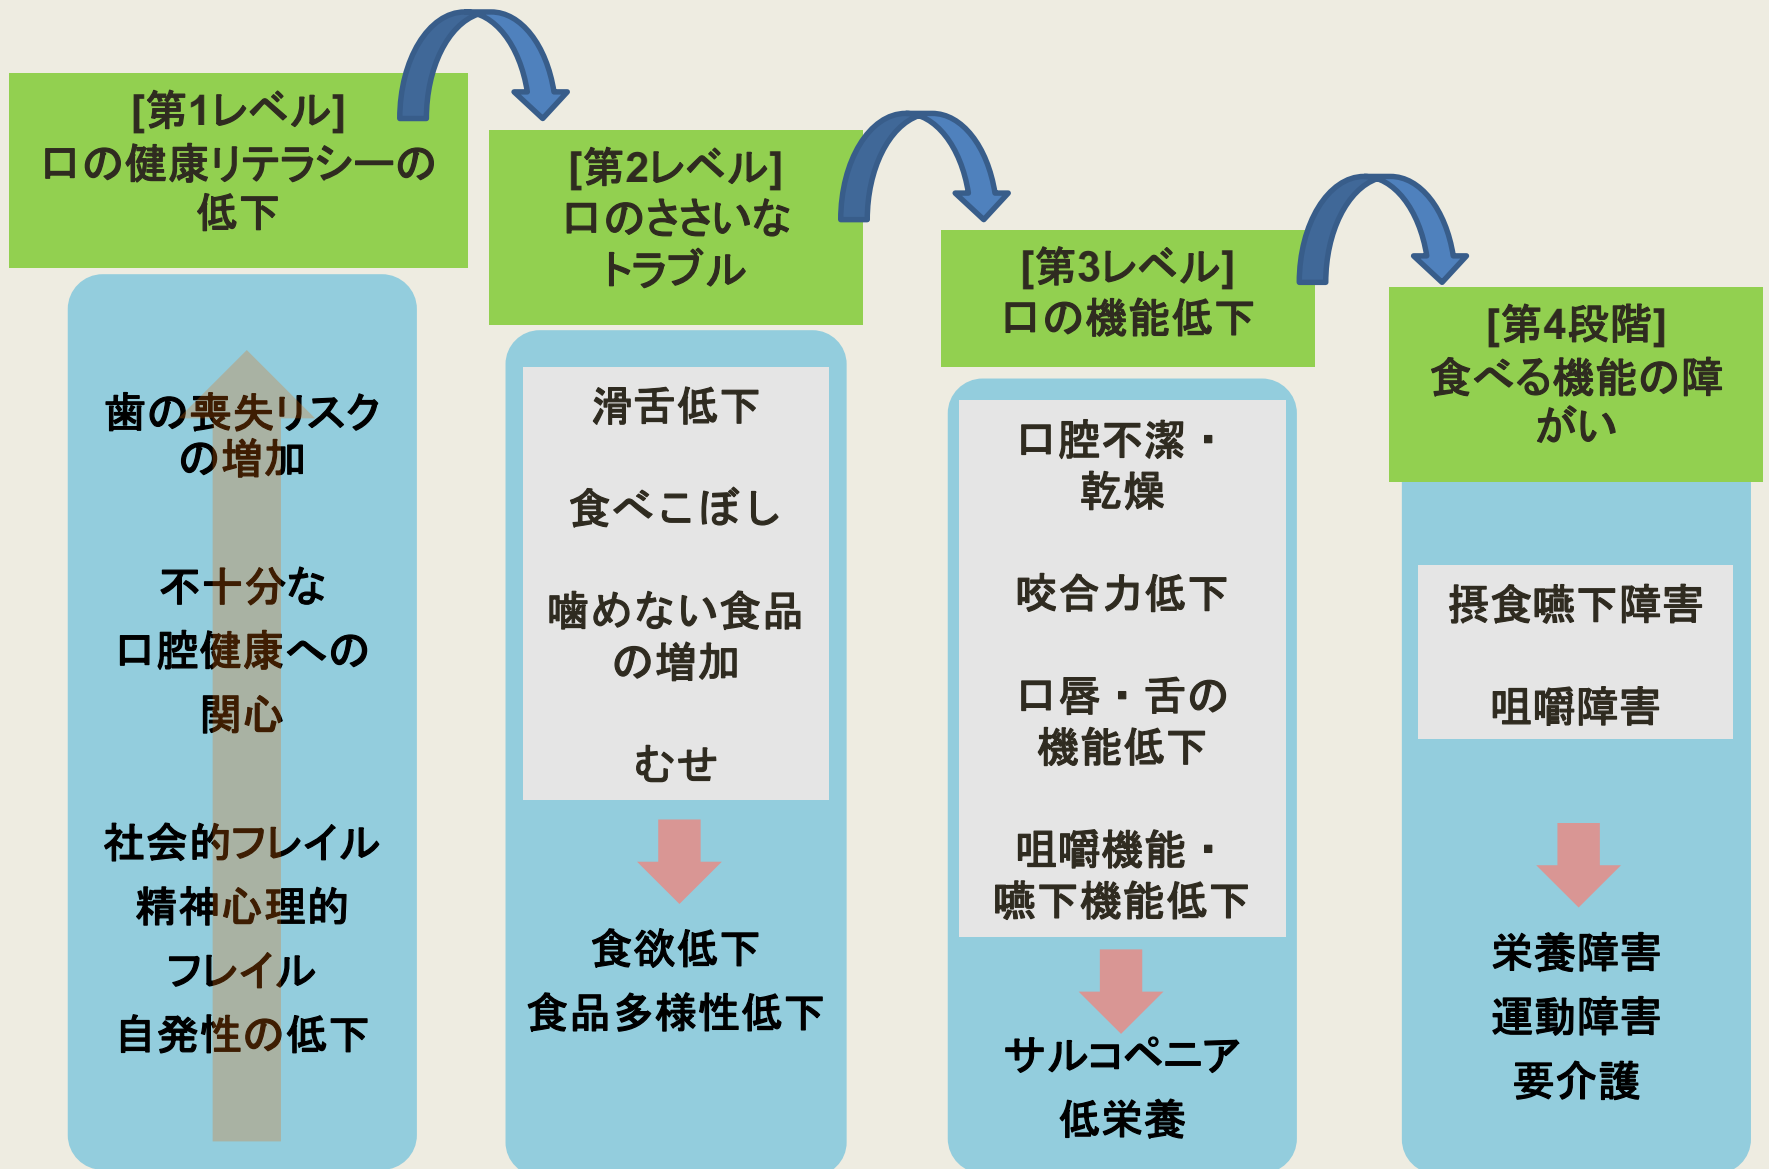 [第1レベル]
口の健康リテラシーの
低下
歯の喪失リスク
の増加
不十分な
口腔健康への
関心
社会的フレイル
精神心理的
フレイル
自発性の低下
[第2レベル]
口のささいな
トラブル
滑舌低下
食べこぼし
噛めない食品
の増加
むせ
食欲低下
食品多様性低下
[第3レベル]
口の機能低下
口腔不潔・
乾燥
咬合力低下
口唇・舌の
機能低下
咀嚼機能・
嚥下機能低下
サルコペニア
低栄養
[第4段階]
食べる機能の障
がい
摂食嚥下障害
咀嚼障害
栄養障害
運動障害
要介護